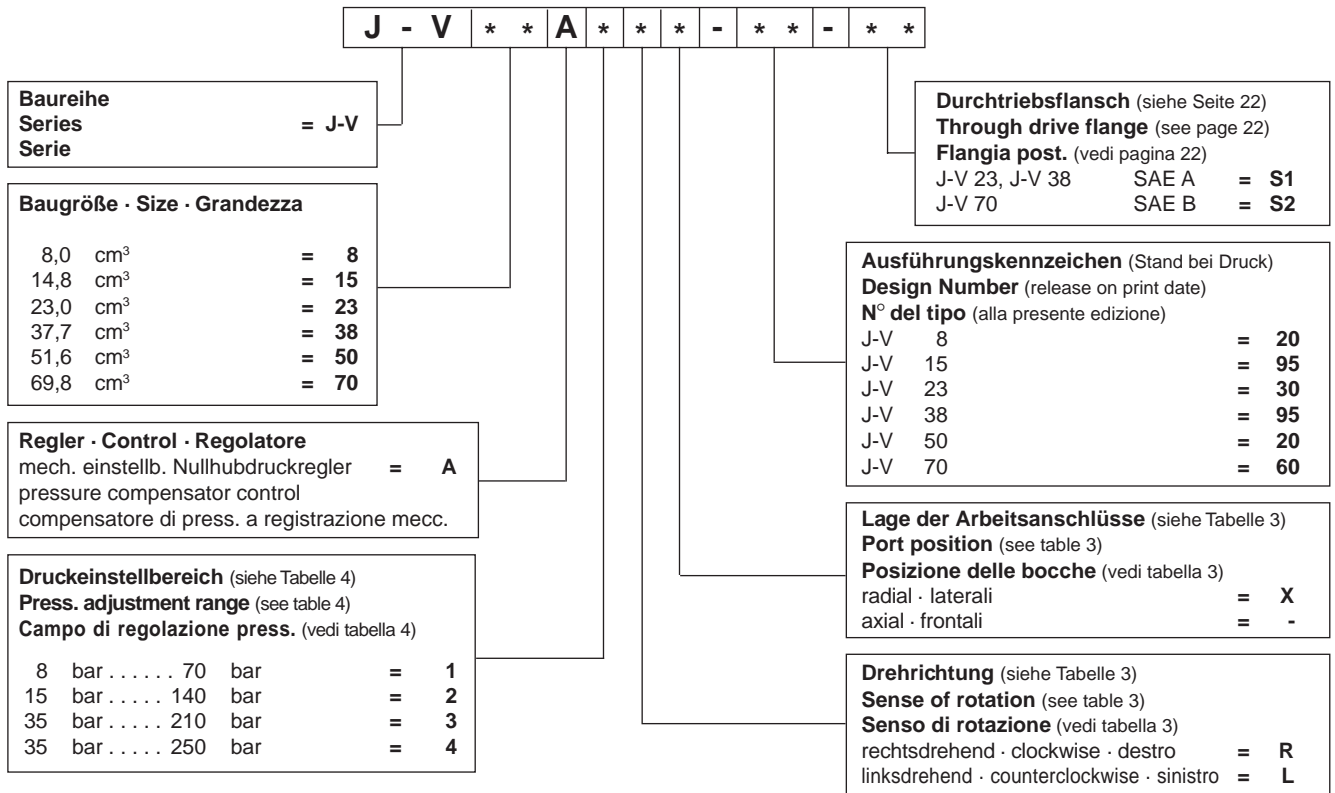 J - V * * A * * * - * * - * *
Baureihe
Series = J-V
Serie
Baugröße · Size · Grandezza
8,0 cm³ = 8
14,8 cm³ = 15
23,0 cm³ = 23
37,7 cm³ = 38
51,6 cm³ = 50
69,8 cm³ = 70
Regler · Control · Regolatore
mech. einstellb. Nullhubdruckregler = A
pressure compensator control
compensatore di press. a registrazione mecc.
Druckeinstellbereich (siehe Tabelle 4)
Press. adjustment range (see table 4)
Campo di regolazione press. (vedi tabella 4)
8 bar . . . . . . 70 bar = 1
15 bar . . . . . 140 bar = 2
35 bar . . . . . 210 bar = 3
35 bar . . . . . 250 bar = 4
Durchtriebsflansch (siehe Seite 22)
Through drive flange (see page 22)
Flangia post. (vedi pagina 22)
J-V 23, J-V 38 SAE A = S1
J-V 70 SAE B = S2
Ausführungskennzeichen (Stand bei Druck)
Design Number (release on print date)
N° del tipo (alla presente edizione)
J-V 8 = 20
J-V 15 = 95
J-V 23 = 30
J-V 38 = 95
J-V 50 = 20
J-V 70 = 60
Lage der Arbeitsanschlüsse (siehe Tabelle 3)
Port position (see table 3)
Posizione delle bocche (vedi tabella 3)
radial · laterali = X
axial · frontali = -
Drehrichtung (siehe Tabelle 3)
Sense of rotation (see table 3)
Senso di rotazione (vedi tabella 3)
rechtsdrehend · clockwise · destro = R
linksdrehend · counterclockwise · sinistro = L